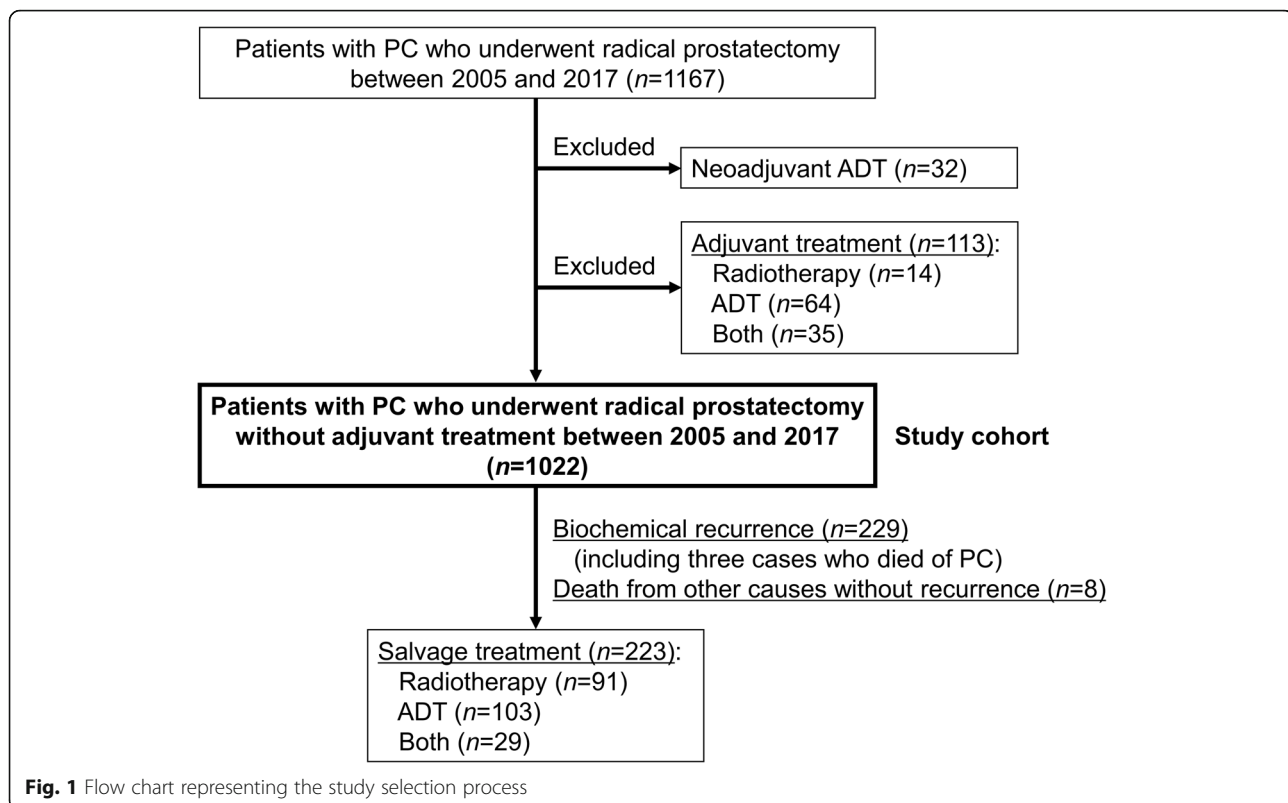 Patients with PC who underwent radical prostatectomy
between 2005 and 2017 (n=1167)
Excluded
Neoadjuvant ADT (n=32)
Adjuvant treatment (n=113):
Excluded
Radiotherapy (n=14)
ADT (n=64)
Both (n=35)
Patients with PC who underwent radical prostatectomy
without adjuvant treatment between 2005 and 2017
(n=1022)
Study cohort
Biochemical recurrence (n=229)
(including three cases who died of PC)
Death from other causes without recurrence (n=8)
Salvage treatment (n=223):
Radiotherapy (n=91)
ADT (n=103)
Both (n=29)
Fig. 1 Flow chart representing the study selection process